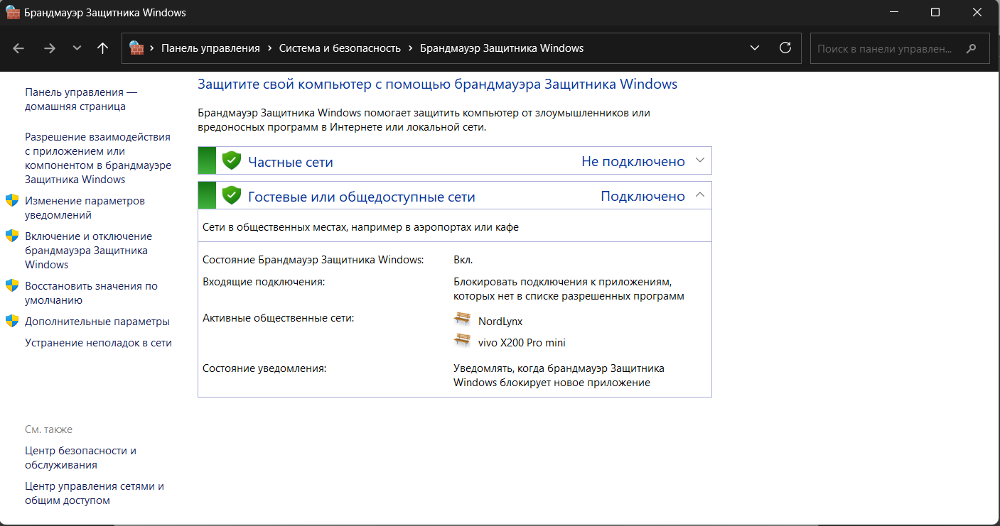 Брандмауэр Защитника Windows
Панель управления
Система и безопасность
Брандмауэр Защитника Windows
Поиск в панели управлен...
Панель управления —
домашняя страница
Разрешение взаимодействия
с приложением или
компонентом в брандмауэре
Защитника Windows
Изменение параметров
уведомлений
Включение и отключение
брандмауэра Защитника
Windows
Восстановить значения по
умолчанию
Дополнительные параметры
Устранение неполадок в сети
См. также
Центр безопасности и
обслуживания
Центр управления сетями и
общим доступом
Защитите свой компьютер с помощью брандмауэра Защитника Windows
Брандмауэр Защитника Windows помогает защитить компьютер от злоумышленников или
вредоносных программ в Интернете или локальной сети.
Частные сети
Не подключено
Гостевые или общедоступные сети
Подключено
Сети в общественных местах, например в аэропортах или кафе
Состояние Брандмауэр Защитника Windows:
Вкл.
Входящие подключения:
Блокировать подключения к приложениям,
которых нет в списке разрешенных программ
Активные общественные сети:
NordLynx
vivo X200 Pro mini
Состояние уведомления:
Уведомлять, когда брандмауэр Защитника
Windows блокирует новое приложение